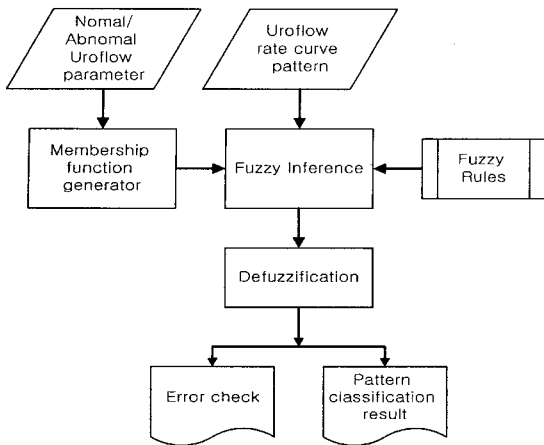 Nomal/
Abnomal
Uroflow
parameter
Uroflow
rate curve
pattern
Membership
function
generator
Fuzzy Inference
Fuzzy
Rules
Defuzzification
Error check
Pattern
classification
result